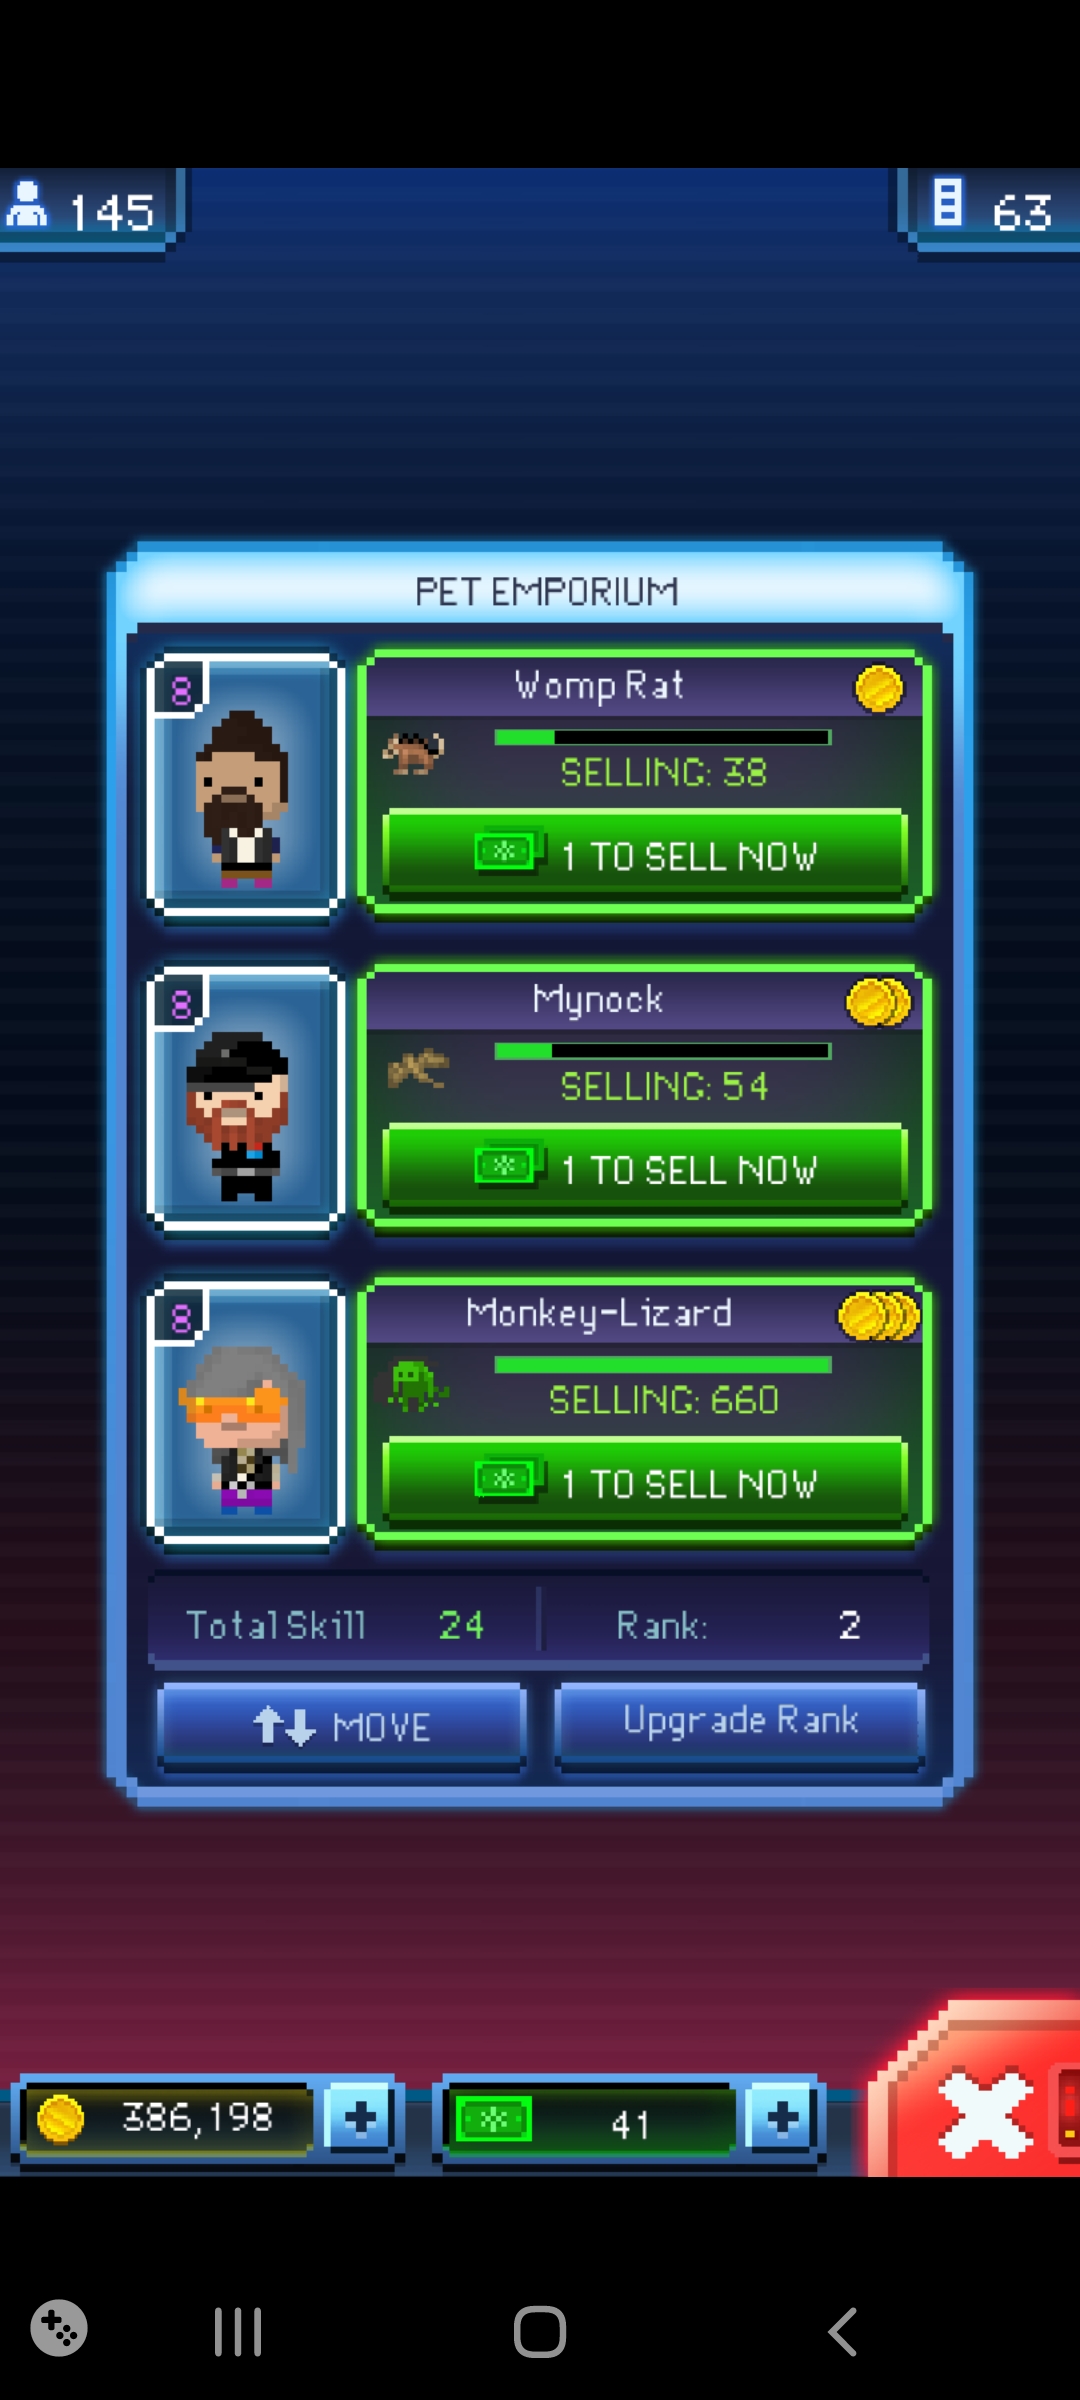 145
63
PET EMPORIUM
8
Womp Rat
SELLING: 38
1 TO SELL NOW
8
Mynock
SELLING: 54
1 TO SELL NOW
8
Monkey-Lizard
SELLING: 660
1 TO SELL NOW
Total Skill 24
Rank: 2
MOVE
Upgrade Rank
386,198
41